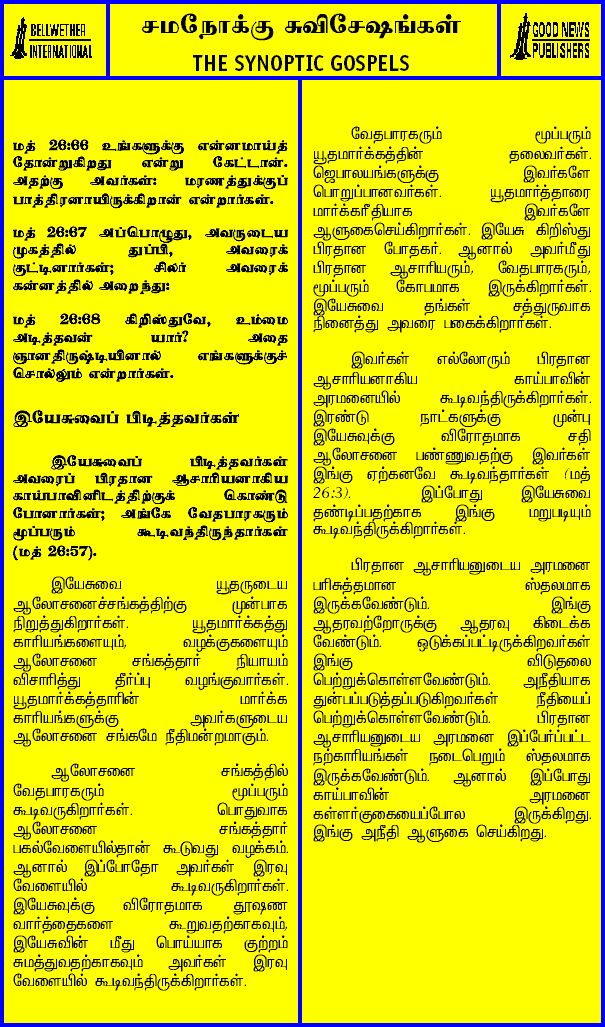 BELLWETHER
INTERNATIONAL
சமநோக்கு சுவிசேஷங்கள்
THE SYNOPTIC GOSPELS
GOOD NEWS
PUBLISHERS
மத் 26:66 உங்களுக்கு என்னமாய்த்
தோன்றுகிறது என்று கேட்டான்.
அதற்கு அவர்கள்: மரணத்துக்குப்
பாத்திரனாயிருக்கிறான் என்றார்கள்.
மத் 26:67 அப்பொழுது, அவருடைய
முகத்தில் துப்பி, அவரைக்
குட்டினார்கள்; சிலர் அவரைக்
கன்னத்தில் அறைந்து:
மத் 26:68 கிறிஸ்துவே, உம்மை
அடித்தவன் யார்? அதை
ஞானதிருஷ்டியினால் எங்களுக்குச்
சொல்லும் என்றார்கள்.
இயேசுவைப் பிடித்தவர்கள்
இயேசுவைப் பிடித்தவர்கள்
அவரைப் பிரதான ஆசாரியனாகிய
காய்பாவினிடத்திற்குக் கொண்டு
போனார்கள்; அங்கே வேதபாரகரும்
மூப்பரும் கூடிவந்திருந்தார்கள்
(மத் 26:57).
இயேசுவை யூதருடைய
ஆலோசனைச்சங்கத்திற்கு முன்பாக
நிறுத்துகிறார்கள். யூதமார்க்கத்து
காரியங்களையும், வழக்குகளையும்
ஆலோசனை சங்கத்தார் நியாயம்
விசாரித்து தீர்ப்பு வழங்குவார்கள்.
யூதமார்க்கத்தாரின் மார்க்க
காரியங்களுக்கு அவர்களுடைய
ஆலோசனை சங்கமே நீதிமன்றமாகும்.
ஆலோசனை சங்கத்தில்
வேதபாரகரும் மூப்பரும்
கூடிவருகிறார்கள். பொதுவாக
ஆலோசனை சங்கத்தார்
பகல்வேளையில்தான் கூடுவது வழக்கம்.
ஆனால் இப்போதோ அவர்கள் இரவு
வேளையில் கூடிவருகிறார்கள்.
இயேசுவுக்கு விரோதமாக தூஷண
வார்த்தைகளை கூறுவதற்காகவும்,
இயேசுவின் மீது பொய்யாக குற்றம்
சுமத்துவதற்காகவும் அவர்கள் இரவு
வேளையில் கூடிவந்திருக்கிறார்கள்.
வேதபாரகரும் மூப்பரும்
யூதமார்க்கத்தின் தலைவர்கள்.
ஜெபாலயங்களுக்கு இவர்களே
பொறுப்பானவர்கள். யூதமார்த்தாரை
மார்க்கரீதியாக இவர்களே
ஆளுகைசெய்கிறார்கள். இயேசு கிறிஸ்து
பிரதான போதகர். ஆனால் அவர்மீது
பிரதான ஆசாரியரும், வேதபாரகரும்,
மூப்பரும் கோபமாக இருக்கிறார்கள்.
இயேசுவை தங்கள் சத்துருவாக
நினைத்து அவரை பகைக்கிறார்கள்.
இவர்கள் எல்லோரும் பிரதான
ஆசாரியனாகிய காய்பாவின்
அரமனையில் கூடிவந்திருக்கிறார்கள்.
இரண்டு நாட்களுக்கு முன்பு
இயேசுவுக்கு விரோதமாக சதி
ஆலோசனை பண்ணுவதற்கு இவர்கள்
இங்கு ஏற்கனவே கூடிவந்தார்கள் (மத்
26:3). இப்போது இயேசுவை
தண்டிப்பதற்காக இங்கு மறுபடியும்
கூடிவந்திருக்கிறார்கள்.
பிரதான ஆசாரியனுடைய அரமனை
பரிசுத்தமான ஸ்தலமாக
இருக்கவேண்டும். இங்கு
ஆதரவற்றோருக்கு ஆதரவு கிடைக்க
வேண்டும். ஒடுக்கப்பட்டிருக்கிறவர்கள்
இங்கு விடுதலை
பெற்றுக்கொள்ளவேண்டும். அநீதியாக
துன்பப்படுத்தப்படுகிறவர்கள் நீதியைப்
பெற்றுக்கொள்ளவேண்டும். பிரதான
ஆசாரியனுடைய அரமனை இப்பேர்ப்பட்ட
நற்காரியங்கள் நடைபெறும் ஸ்தலமாக
இருக்கவேண்டும். ஆனால் இப்போது
காய்பாவின் அரமனை
கள்ளர்குகையைப்போல இருக்கிறது.
இங்கு அநீதி ஆளுகை செய்கிறது.